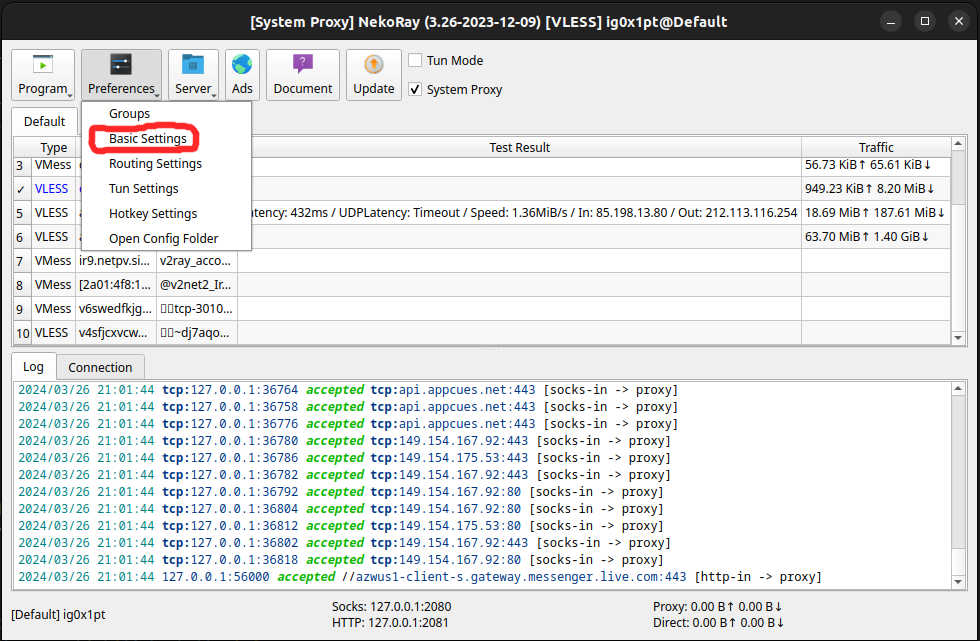 [System Proxy] NekoRay (3.26-2023-12-09) [VLESS] ig0x1pt@Default
Program Preferences Server Ads Document Update
Tun Mode
System Proxy
Groups
Basic Settings
Routing Settings
Tun Settings
Hotkey Settings
Open Config Folder
Default
Type Test Result Traffic
3 VMess 56.73 KiB↑ 65.61 KiB↓
✓ VLESS 949.23 KiB↑ 8.20 MiB↓
5 VLESS atency: 432ms / UDPLatency: Timeout / Speed: 1.36MiB/s / In: 85.198.13.80 / Out: 212.113.116.254 18.69 MiB↑ 187.61 MiB↓
6 VLESS 63.70 MiB↑ 1.40 GiB↓
7 VMess ir9.netpv.si... v2ray_acco...
8 VMess [2a01:4f8:1... @v2net2_Ir...
9 VMess v6swedfkjg... tcp-3010...
10 VLESS v4sfjcxvcw... ~dj7aqo...
Log Connection
2024/03/26 21:01:44 tcp:127.0.0.1:36764 accepted tcp:api.appcues.net:443 [socks-in -> proxy]
2024/03/26 21:01:44 tcp:127.0.0.1:36758 accepted tcp:api.appcues.net:443 [socks-in -> proxy]
2024/03/26 21:01:44 tcp:127.0.0.1:36776 accepted tcp:api.appcues.net:443 [socks-in -> proxy]
2024/03/26 21:01:44 tcp:127.0.0.1:36780 accepted tcp:149.154.167.92:443 [socks-in -> proxy]
2024/03/26 21:01:44 tcp:127.0.0.1:36786 accepted tcp:149.154.175.53:443 [socks-in -> proxy]
2024/03/26 21:01:44 tcp:127.0.0.1:36782 accepted tcp:149.154.167.92:443 [socks-in -> proxy]
2024/03/26 21:01:44 tcp:127.0.0.1:36792 accepted tcp:149.154.167.92:80 [socks-in -> proxy]
2024/03/26 21:01:44 tcp:127.0.0.1:36804 accepted tcp:149.154.167.92:80 [socks-in -> proxy]
2024/03/26 21:01:44 tcp:127.0.0.1:36812 accepted tcp:149.154.175.53:80 [socks-in -> proxy]
2024/03/26 21:01:44 tcp:127.0.0.1:36802 accepted tcp:149.154.167.92:443 [socks-in -> proxy]
2024/03/26 21:01:44 tcp:127.0.0.1:36818 accepted tcp:149.154.167.92:80 [socks-in -> proxy]
2024/03/26 21:01:44 127.0.0.1:56000 accepted //azwus1-client-s.gateway.messenger.live.com:443 [http-in -> proxy]
[Default] ig0x1pt
Socks: 127.0.0.1:2080
HTTP: 127.0.0.1:2081
Proxy: 0.00 B↑ 0.00 B↓
Direct: 0.00 B↑ 0.00 B↓